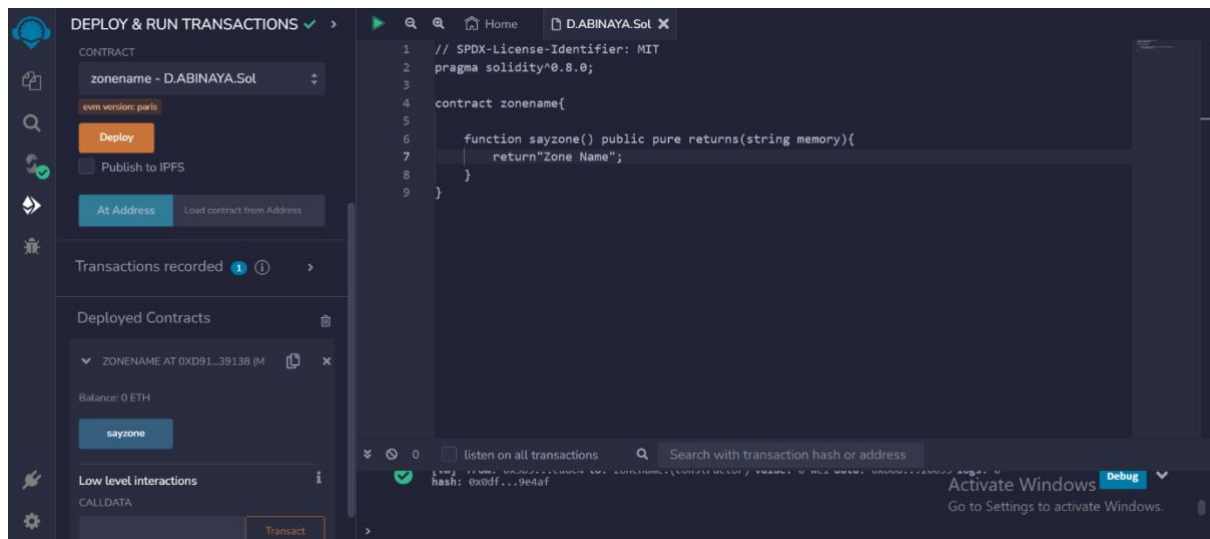 DEPLOY & RUN TRANSACTIONS
CONTRACT
zonename - D.ABINAYA.Sol
evm version: paris
Deploy
Publish to IPFS
At Address Load contract from Address
Transactions recorded 1 i
Deployed Contracts
ZONENAME AT 0XD91...39138 (M
Balance: 0 ETH
sayzone
Low level interactions i
CALLDATA
Transact
Home D.ABINAYA.Sol
1 // SPDX-License-Identifier: MIT
2 pragma solidity^0.8.0;
3
4 contract zonename{
5
6 function sayzone() public pure returns(string memory){
7 return"Zone Name";
8 }
9 }
0 listen on all transactions Search with transaction hash or address
hash: 0x0df...9e4af
Debug
Activate Windows
Go to Settings to activate Windows.
>